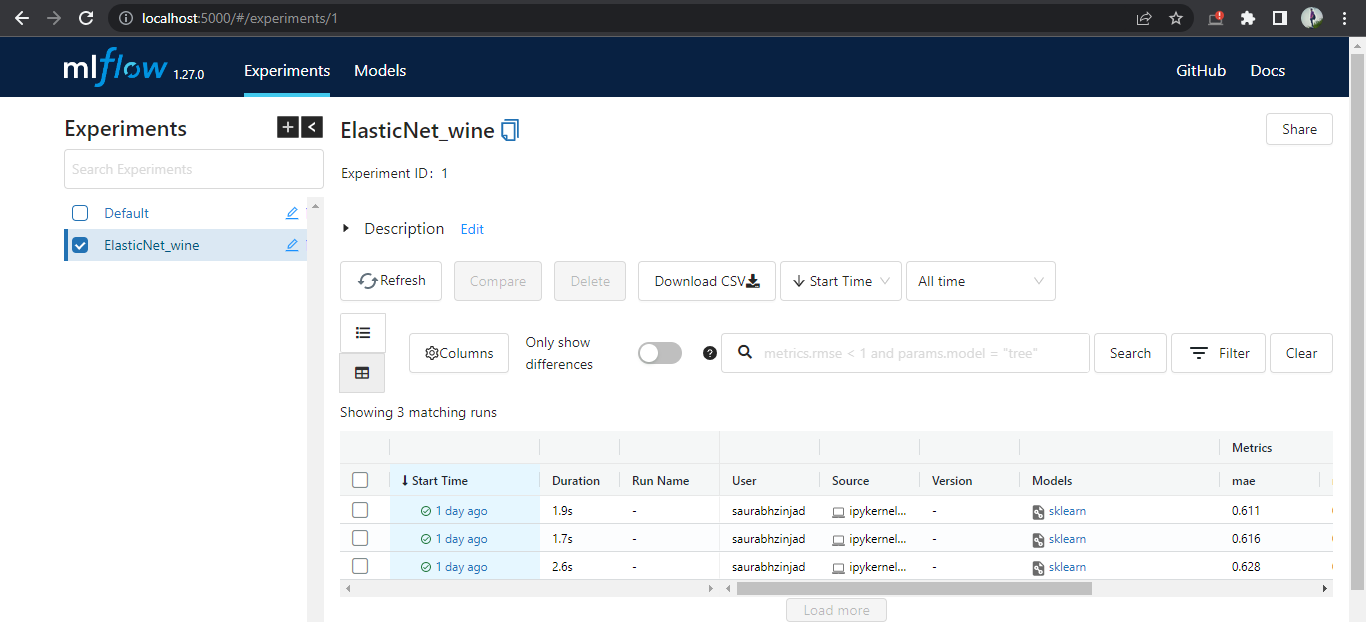 localhost:5000/#/experiments/1
mlflow 1.27.0 Experiments Models GitHub Docs
Experiments
Search Experiments
Default
ElasticNet_wine
ElasticNet_wine
Share
Experiment ID: 1
Description Edit
Refresh Compare Delete Download CSV Start Time All time
Columns Only show differences metrics.rmse < 1 and params.model = "tree" Search Filter Clear
Showing 3 matching runs
Metrics
Start Time Duration Run Name User Source Version Models mae
1 day ago 1.9s - saurabhzinjad ipykernel... - sklearn 0.611
1 day ago 1.7s - saurabhzinjad ipykernel... - sklearn 0.616
1 day ago 2.6s - saurabhzinjad ipykernel... - sklearn 0.628
Load more